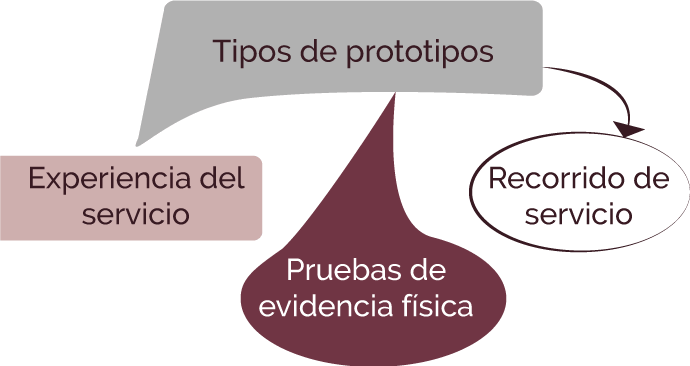 Tipos de prototipos
Experiencia del
servicio
Pruebas de
evidencia física
Recorrido de
servicio